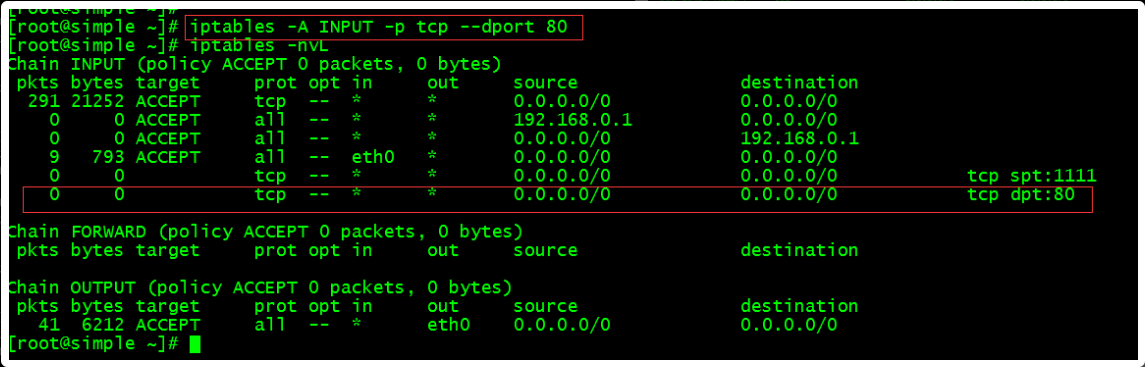 [root@simple ~]#
[root@simple ~]# iptables -A INPUT -p tcp --dport 80
[root@simple ~]# iptables -nvL
Chain INPUT (policy ACCEPT 0 packets, 0 bytes)
pkts bytes target prot opt in out source destination
291 21252 ACCEPT tcp -- * * 0.0.0.0/0 0.0.0.0/0
0 0 ACCEPT all -- * * 192.168.0.1 0.0.0.0/0
0 0 ACCEPT all -- * * 0.0.0.0/0 192.168.0.1
9 793 ACCEPT all -- eth0 * 0.0.0.0/0 0.0.0.0/0
0 0 tcp -- * * 0.0.0.0/0 0.0.0.0/0 tcp spt:1111
0 0 tcp -- * * 0.0.0.0/0 0.0.0.0/0 tcp dpt:80
Chain FORWARD (policy ACCEPT 0 packets, 0 bytes)
pkts bytes target prot opt in out source destination
Chain OUTPUT (policy ACCEPT 0 packets, 0 bytes)
pkts bytes target prot opt in out source destination
41 6212 ACCEPT all -- * eth0 0.0.0.0/0 0.0.0.0/0
[root@simple ~]#